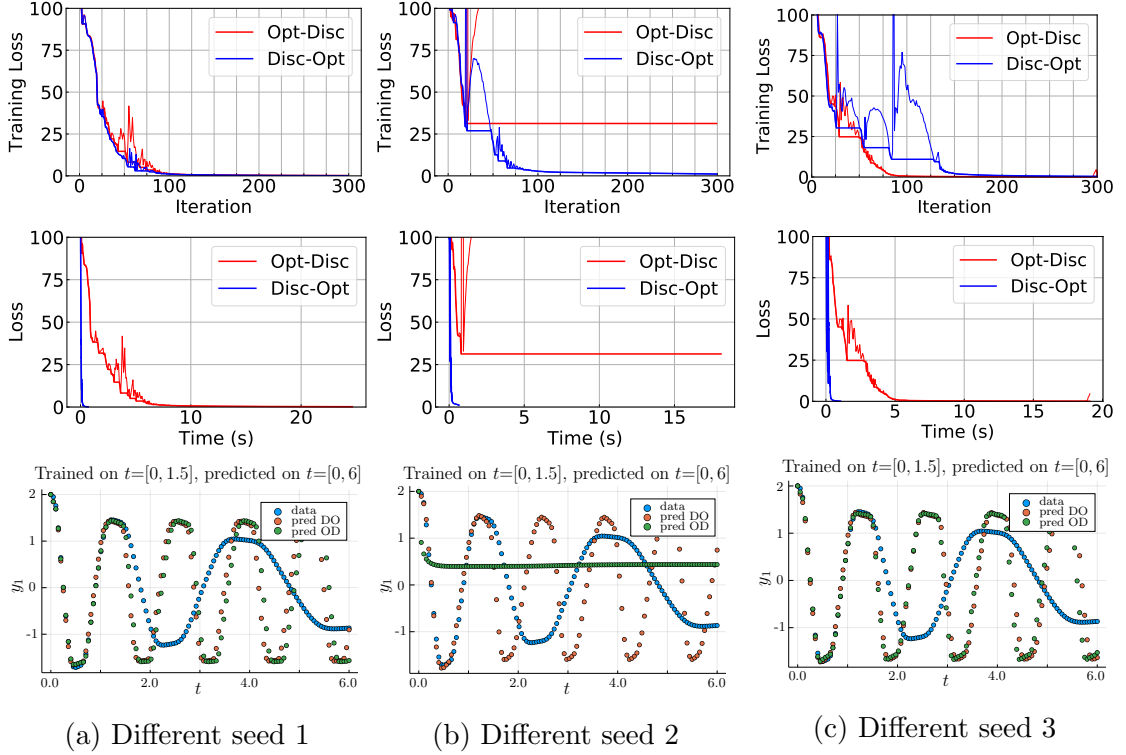 100
75
50
25
0
Training Loss
Opt-Disc
Disc-Opt
0
100
200
300
Iteration
100
75
50
25
0
Training Loss
Opt-Disc
Disc-Opt
0
100
200
300
Iteration
100
75
50
25
0
Training Loss
Opt-Disc
Disc-Opt
0
100
200
300
Iteration
100
75
50
25
0
Loss
Opt-Disc
Disc-Opt
0
10
20
Time (s)
100
75
50
25
0
Loss
Opt-Disc
Disc-Opt
0
5
10
15
Time (s)
100
75
50
25
0
Loss
Opt-Disc
Disc-Opt
0
5
10
15
20
Time (s)
Trained on t=[0, 1.5], predicted on t=[0, 6]
2
1
0
-1
y₁
data
pred DO
pred OD
0.0
2.0
4.0
6.0
t
Trained on t=[0, 1.5], predicted on t=[0, 6]
2
1
0
-1
y₁
data
pred DO
pred OD
0.0
2.0
4.0
6.0
t
Trained on t=[0, 1.5], predicted on t=[0, 6]
2
1
0
-1
y₁
data
pred DO
pred OD
0.0
2.0
4.0
6.0
t
(a) Different seed 1
(b) Different seed 2
(c) Different seed 3